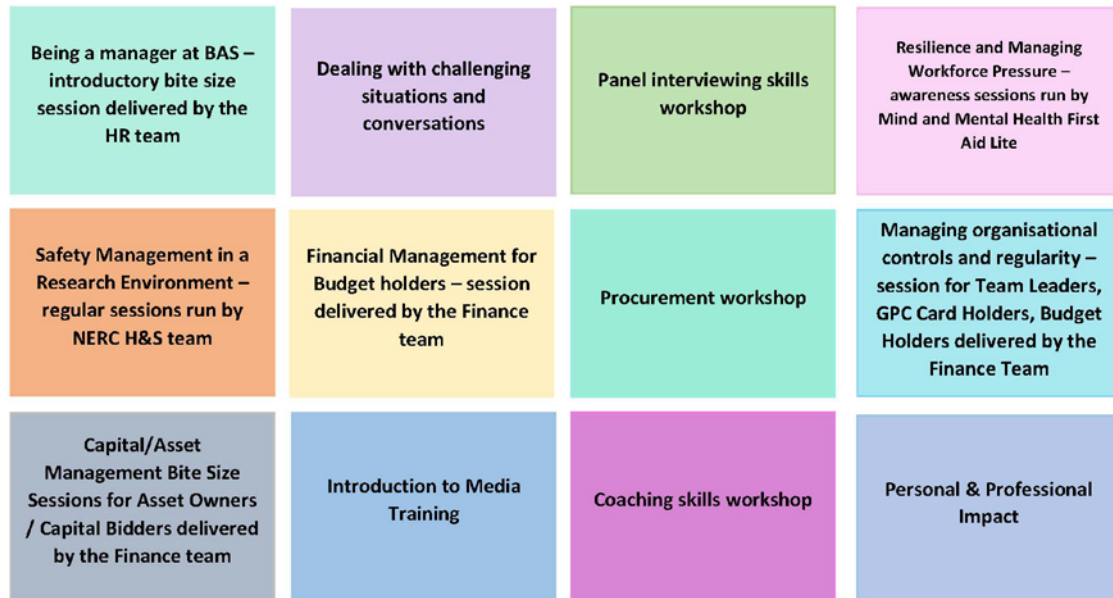 Being a manager at BAS –
introductory bite size
session delivered by the
HR team
Dealing with challenging
situations and
conversations
Panel interviewing skills
workshop
Resilience and Managing
Workforce Pressure –
awareness sessions run by
Mind and Mental Health First
Aid Lite
Safety Management in a
Research Environment –
regular sessions run by
NERC H&S team
Financial Management for
Budget holders – session
delivered by the Finance
team
Procurement workshop
Managing organisational
controls and regularity –
session for Team Leaders,
GPC Card Holders, Budget
Holders delivered by the
Finance Team
Capital/Asset
Management Bite Size
Sessions for Asset Owners
/ Capital Bidders delivered
by the Finance team
Introduction to Media
Training
Coaching skills workshop
Personal & Professional
Impact